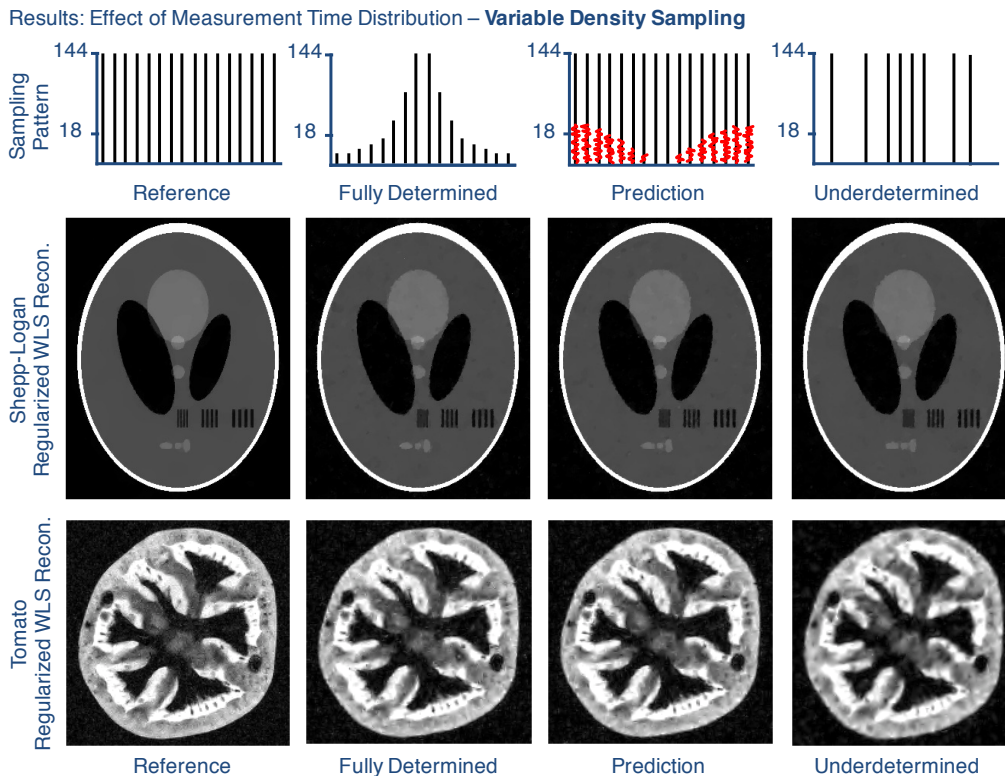 Results: Effect of Measurement Time Distribution – Variable Density Sampling
Sampling
Pattern
144
18
144
18
144
18
144
18
Reference
Fully Determined
Prediction
Underdetermined
Shepp-Logan
Regularized WLS Recon.
Tomato
Regularized WLS Recon.
Reference
Fully Determined
Prediction
Underdetermined